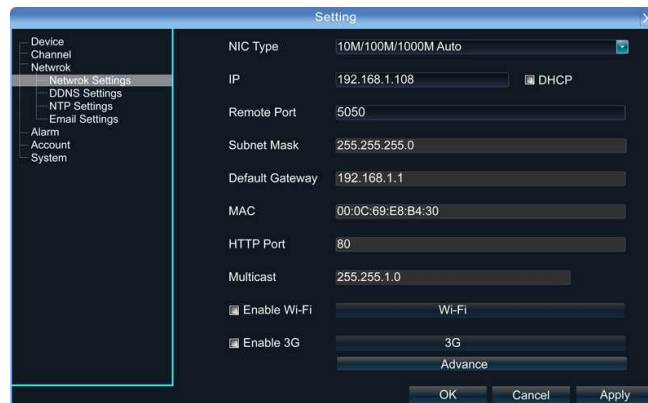 Setting
Device
Channel
Netwrok
Netwrok Settings
DDNS Settings
NTP Settings
Email Settings
Alarm
Account
System
NIC Type 10M/100M/1000M Auto
IP 192.168.1.108 DHCP
Remote Port 5050
Subnet Mask 255.255.255.0
Default Gateway 192.168.1.1
MAC 00:0C:69:E8:B4:30
HTTP Port 80
Multicast 255.255.1.0
Enable Wi-Fi Wi-Fi
Enable 3G 3G
Advance
OK Cancel Apply